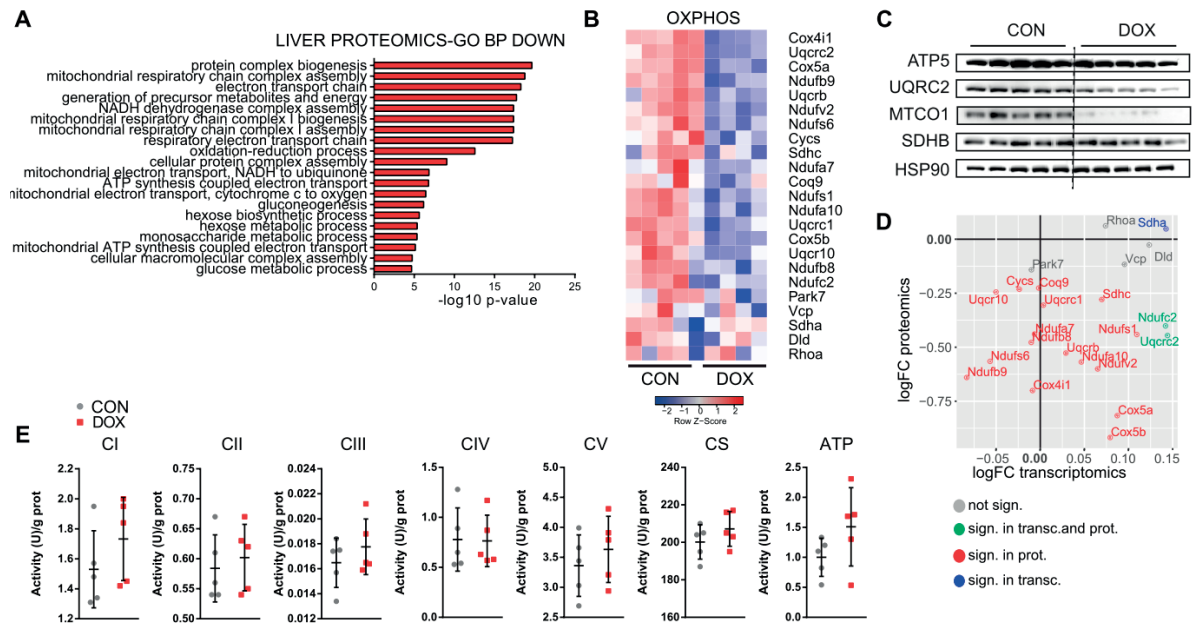 A
LIVER PROTEOMICS-GO BP DOWN
protein complex biogenesis
mitochondrial respiratory chain complex assembly
electron transport chain
generation of precursor metabolites and energy
NADH dehydrogenase complex assembly
mitochondrial respiratory chain complex I biogenesis
mitochondrial respiratory chain complex I assembly
respiratory electron transport chain
oxidation-reduction process
cellular protein complex assembly
mitochondrial electron transport, NADH to ubiquinone
ATP synthesis coupled electron transport
mitochondrial electron transport, cytochrome c to oxygen
gluconeogenesis
hexose biosynthetic process
hexose metabolic process
monosaccharide metabolic process
mitochondrial ATP synthesis coupled electron transport
cellular macromolecular complex assembly
glucose metabolic process
0 5 10 15 20 25
-log10 p-value
B
OXPHOS
Cox4i1
Uqcrc2
Cox5a
Ndufb9
Uqcrb
Ndufv2
Ndufs6
Cycs
Sdhc
Ndufa7
Coq9
Ndufs1
Ndufa10
Uqcrc1
Cox5b
Uqcr10
Ndufb8
Ndufc2
Park7
Vcp
Sdha
Dld
Rhoa
CON DOX
-2 -1 0 1 2
Row Z-Score
C
CON DOX
ATP5
UQRC2
MTCO1
SDHB
HSP90
D
Rhoa Sdha
0.00
Vcp Dld
Park7
Cycs Coq9
-0.25
Uqcr10 Uqcrc1 Sdhc
Ndufc2
Ndufa7 Ndufs1
Ndufb8 Uqcrc2
-0.50
Uqcrb
Ndufs6 Ndufa10
Ndufv2
Ndufb9
Cox4i1
-0.75
Cox5a
Cox5b
logFC proteomics
-0.05 0.00 0.05 0.10 0.15
logFC transcriptomics
not sign.
sign. in transc.and prot.
sign. in prot.
sign. in transc.
CON
DOX
E
CI
2.2
2.0
1.8
1.6
1.4
1.2
Activity (U)/g prot
CII
0.75
0.70
0.65
0.60
0.55
0.50
Activity (U)/g prot
CIII
0.024
0.022
0.020
0.018
0.016
0.014
0.012
Activity (U)/g prot
CIV
1.5
1.0
0.5
0.0
Activity (U)/g prot
CV
5.0
4.5
4.0
3.5
3.0
2.5
Activity (U)/g prot
CS
240
220
200
180
160
Activity (U)/g prot
ATP
2.5
2.0
1.5
1.0
0.5
0.0
Activity (U)/g prot